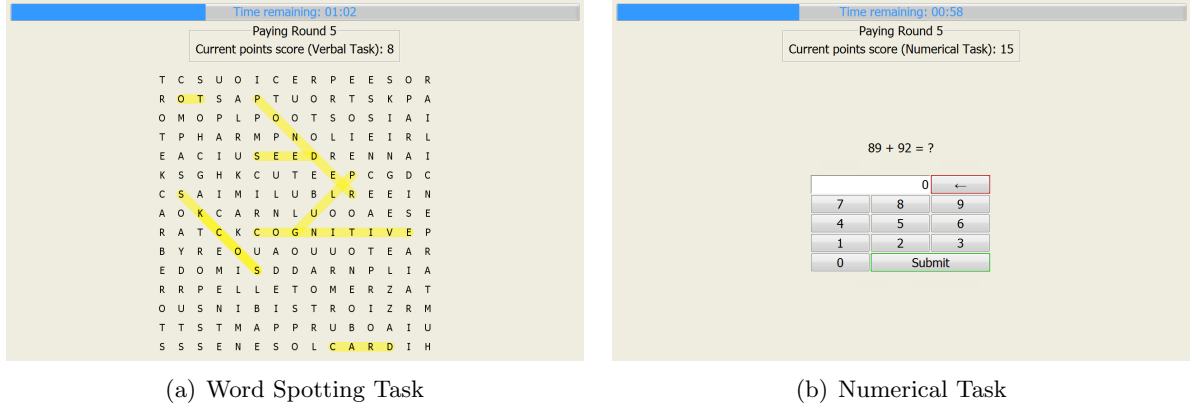 Time remaining: 01:02
Paying Round 5
Current points score (Verbal Task): 8
T C S U O I C E R P E E S O R
R O T S A P T U O R T S K P A
O M O P L P O O T S O S I A I
T P H A R M P N O L I E I R L
E A C I U S E E D R E N N A I
K S G H K C U T E E P C G D C
C S A I M I L U B L R E E I N
A O K C A R N L U O O A E S E
R A T C K C O G N I T I V E P
B Y R E O U A O U U O T E A R
E D O M I S D D A R N P L I A
R R P E L L E T O M E R Z A T
O U S N I B I S T R O I Z R M
T T S T M A P P R U B O A I U
S S S E N E S O L C A R D I H
(a) Word Spotting Task
Time remaining: 00:58
Paying Round 5
Current points score (Numerical Task): 15
89 + 92 = ?
0 ←
7 8 9
4 5 6
1 2 3
0 Submit
(b) Numerical Task